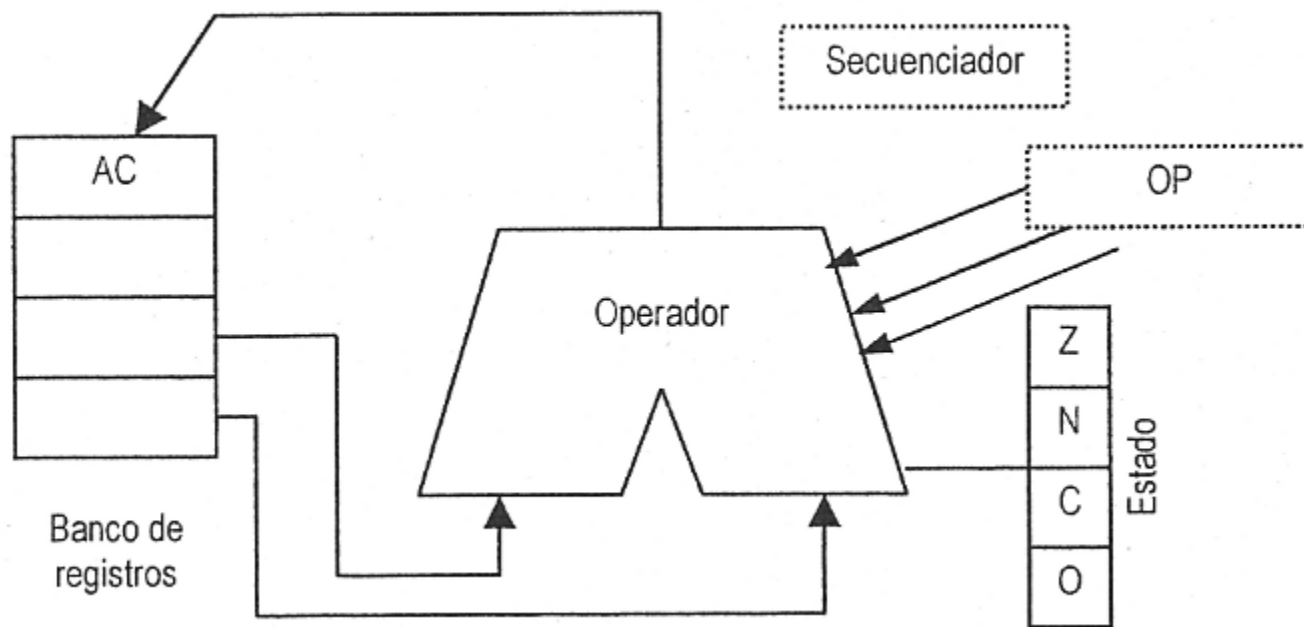 Secuenciador
AC
OP
Operador
Z
N
C
O
Estado
Banco de
registros